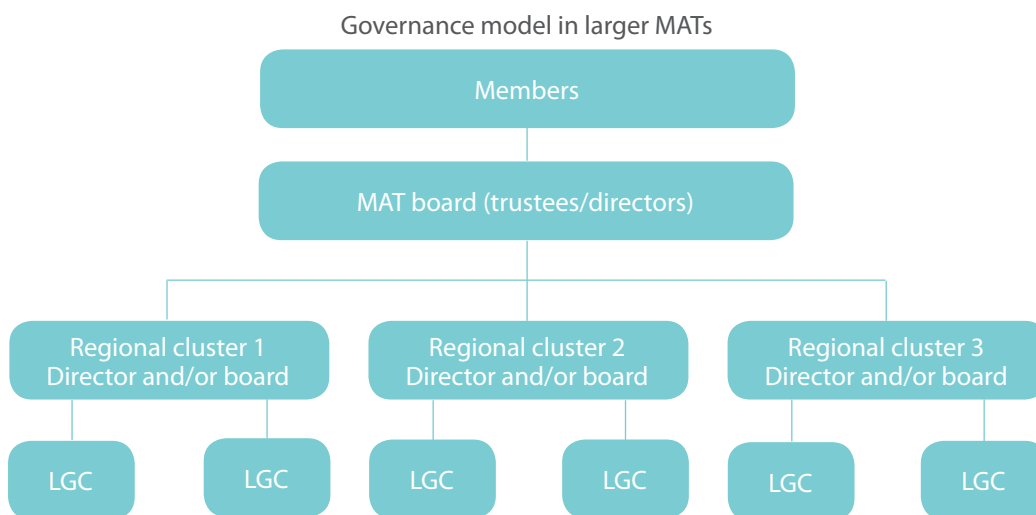 Governance model in larger MATs
Members
MAT board (trustees/directors)
Regional cluster 1
Director and/or board
Regional cluster 2
Director and/or board
Regional cluster 3
Director and/or board
LGC
LGC
LGC
LGC
LGC
LGC